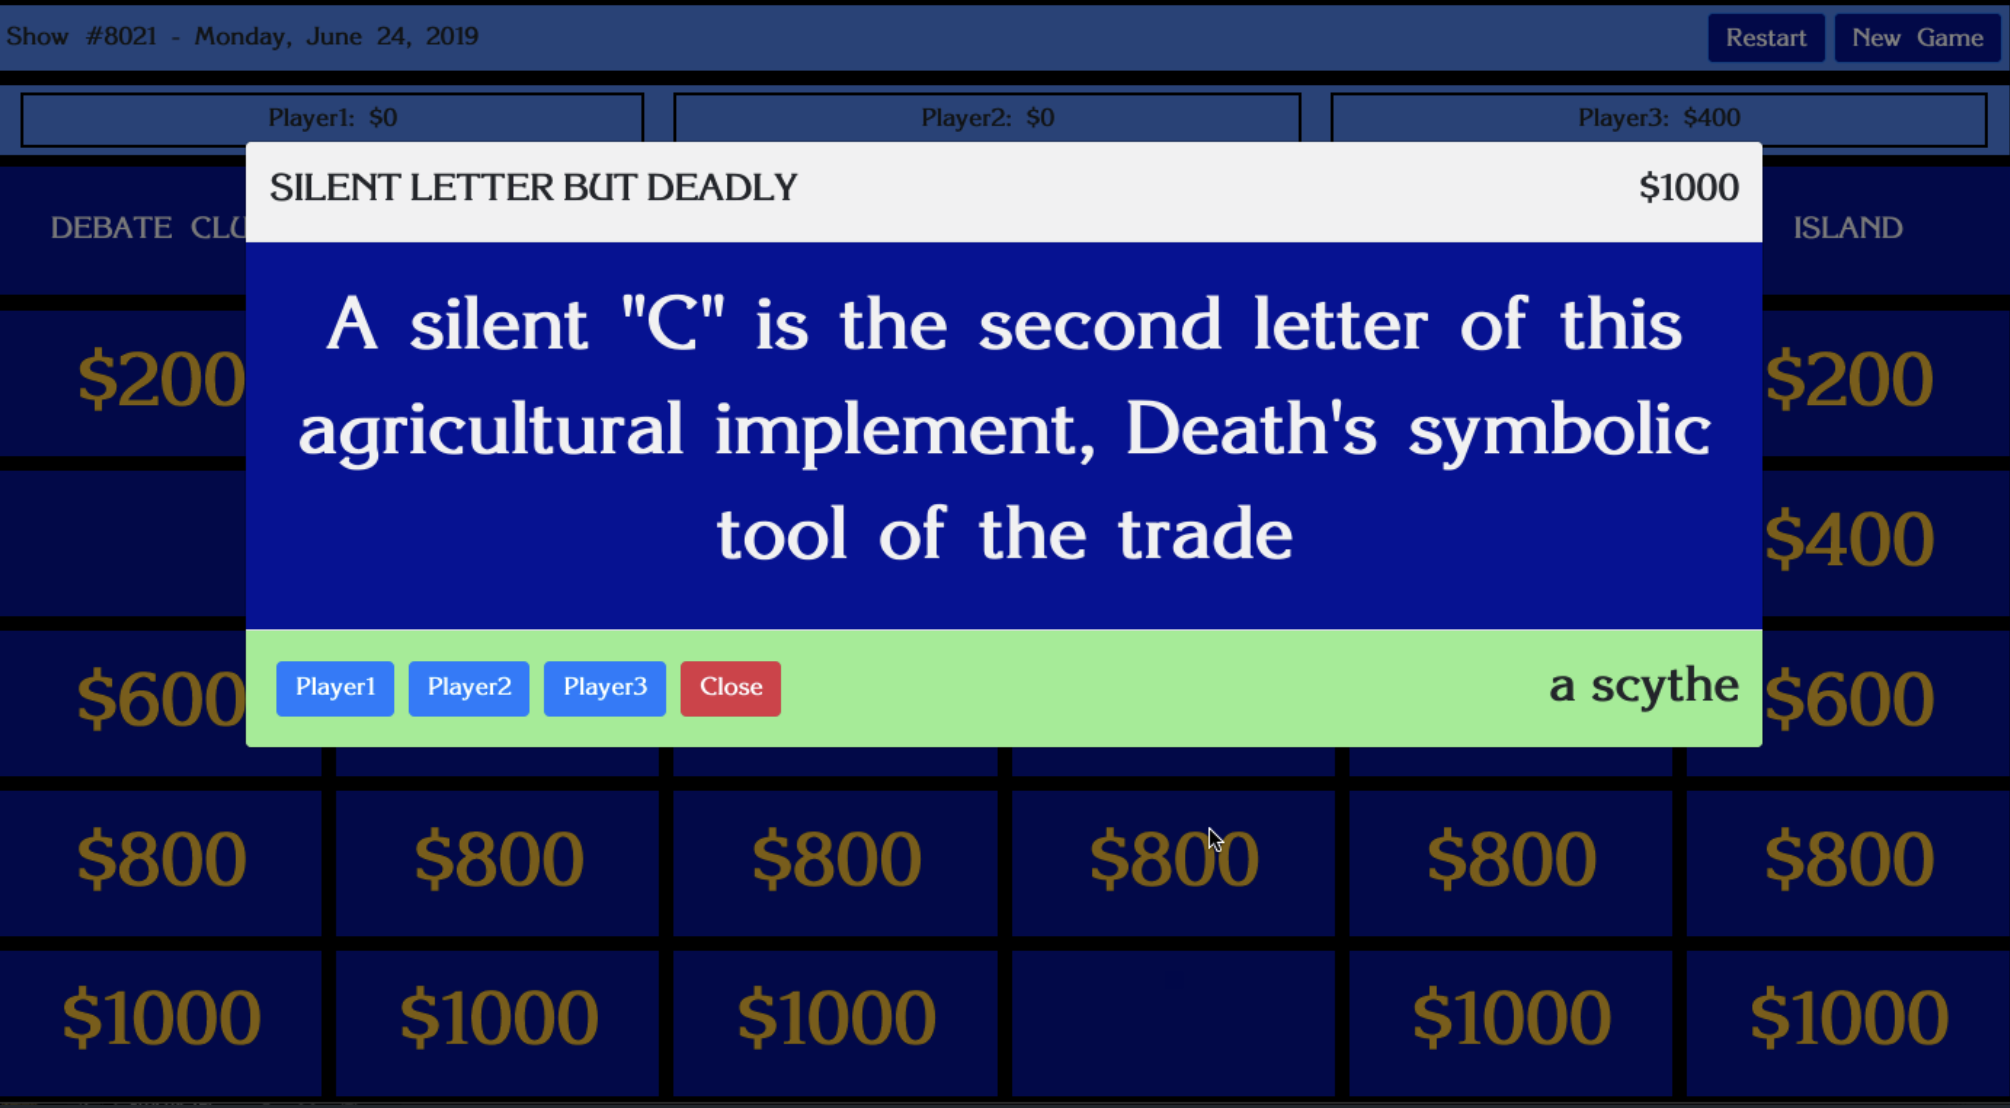 Show #8021 - Monday, June 24, 2019
Restart
New Game
Player1: $0
Player2: $0
Player3: $400
SILENT LETTER BUT DEADLY
$1000
DEBATE CLU
ISLAND
A silent "C" is the second letter of this
agricultural implement, Death's symbolic
tool of the trade
$200
$200
$400
Player1
Player2
Player3
Close
a scythe
$600
$600
$800
$800
$800
$800
$800
$800
$1000
$1000
$1000
$1000
$1000